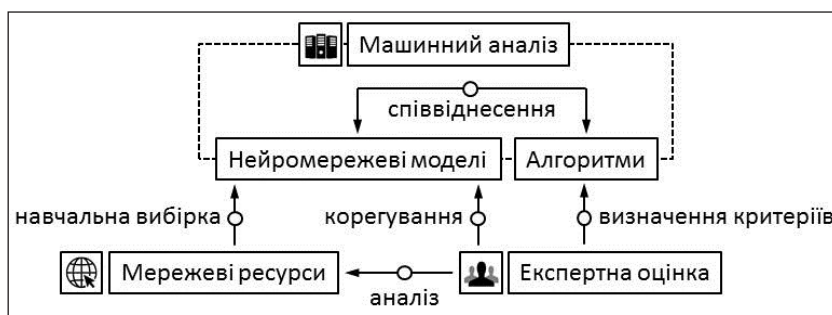 Машинний аналіз
співвіднесення
Нейромережеві моделі
Алгоритми
навчальна вибірка
корегування
визначення критеріїв
Мережеві ресурси
аналіз
Експертна оцінка